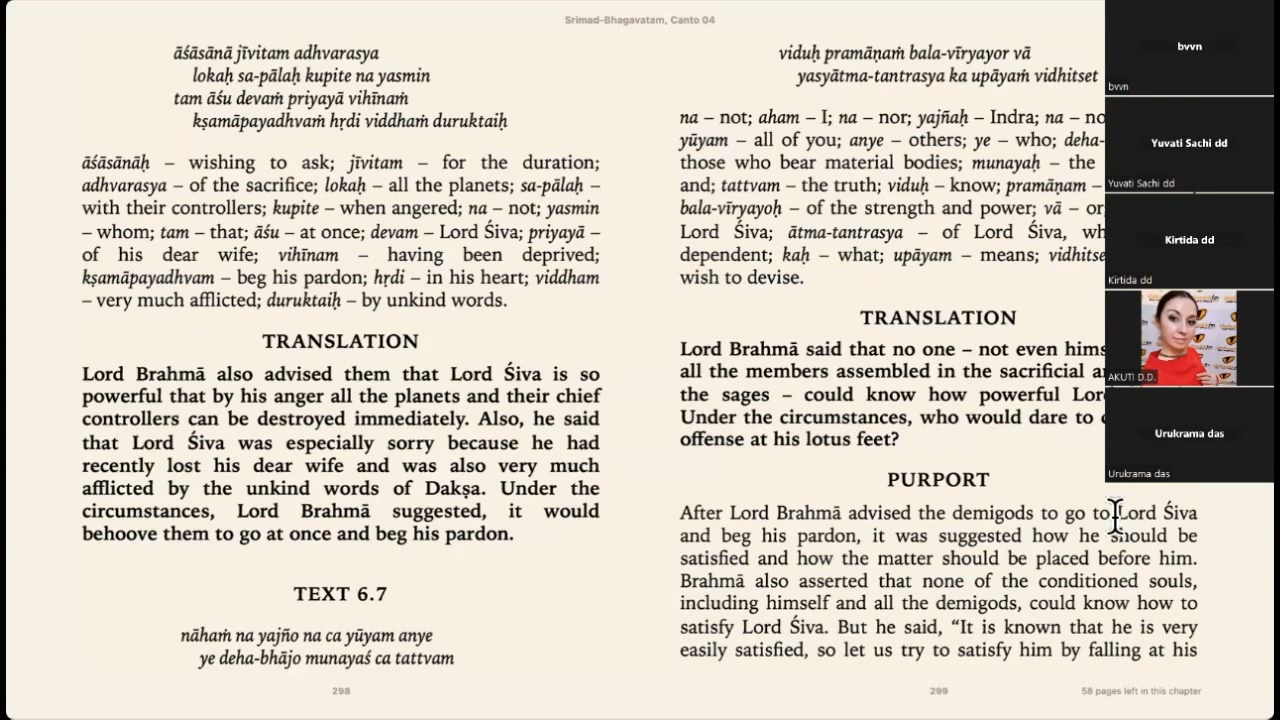 Srimad-Bhagavatam, Canto 04
āśāsānā jīvitam adhvarasya
lokaḥ sa-pālaḥ kupite na yasmin
tam āśu devaṁ priyayā vihīnaṁ
kṣamāpayadhvaṁ hṛdi viddhaṁ duruktaiḥ
āśāsānāḥ – wishing to ask; jīvitam – for the duration;
adhvarasya – of the sacrifice; lokaḥ – all the planets; sa-pālaḥ –
with their controllers; kupite – when angered; na – not; yasmin
– whom; tam – that; āśu – at once; devam – Lord Śiva; priyayā –
of his dear wife; vihīnam – having been deprived;
kṣamāpayadhvam – beg his pardon; hṛdi – in his heart; viddham
– very much afflicted; duruktaiḥ – by unkind words.
TRANSLATION
Lord Brahmā also advised them that Lord Śiva is so
powerful that by his anger all the planets and their chief
controllers can be destroyed immediately. Also, he said
that Lord Śiva was especially sorry because he had
recently lost his dear wife and was also very much
afflicted by the unkind words of Dakṣa. Under the
circumstances, Lord Brahmā suggested, it would
behoove them to go at once and beg his pardon.
TEXT 6.7
nāhaṁ na yajño na ca yūyam anye
ye deha-bhājo munayaś ca tattvam
298
viduḥ pramāṇaṁ bala-vīryayor vā
yasyātma-tantrasya ka upāyaṁ vidhitset
na – not; aham – I; na – nor; yajñaḥ – Indra; na – no
yūyam – all of you; anye – others; ye – who; deha-
those who bear material bodies; munayaḥ – the
and; tattvam – the truth; viduḥ – know; pramāṇam –
bala-vīryayoḥ – of the strength and power; vā – or
Lord Śiva; ātma-tantrasya – of Lord Śiva, wh
dependent; kaḥ – what; upāyam – means; vidhitse
wish to devise.
TRANSLATION
Lord Brahmā said that no one – not even hims
all the members assembled in the sacrificial a
the sages – could know how powerful Lor
Under the circumstances, who would dare to
offense at his lotus feet?
PURPORT
After Lord Brahmā advised the demigods to go to Lord Śiva
and beg his pardon, it was suggested how he should be
satisfied and how the matter should be placed before him.
Brahmā also asserted that none of the conditioned souls,
including himself and all the demigods, could know how to
satisfy Lord Śiva. But he said, “It is known that he is very
easily satisfied, so let us try to satisfy him by falling at his
299
58 pages left in this chapter
bvvn
bvvn
Yuvati Sachi dd
Yuvati Sachi dd
Kirtida dd
Kirtida dd
AKUTI D.D.
Urukrama das
Urukrama das